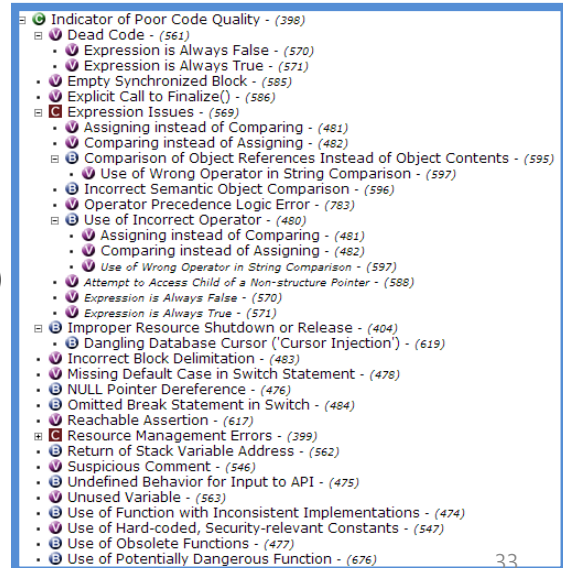 G Indicator of Poor Code Quality - (398)
V Dead Code - (561)
V Expression is Always False - (570)
V Expression is Always True - (571)
V Empty Synchronized Block - (585)
V Explicit Call to Finalize() - (586)
C Expression Issues - (569)
V Assigning instead of Comparing - (481)
V Comparing instead of Assigning - (482)
B Comparison of Object References Instead of Object Contents - (595)
V Use of Wrong Operator in String Comparison - (597)
B Incorrect Semantic Object Comparison - (596)
V Operator Precedence Logic Error - (783)
B Use of Incorrect Operator - (480)
V Assigning instead of Comparing - (481)
V Comparing instead of Assigning - (482)
V Use of Wrong Operator in String Comparison - (597)
V Attempt to Access Child of a Non-structure Pointer - (588)
V Expression is Always False - (570)
V Expression is Always True - (571)
B Improper Resource Shutdown or Release - (404)
B Dangling Database Cursor ('Cursor Injection') - (619)
V Incorrect Block Delimitation - (483)
V Missing Default Case in Switch Statement - (478)
B NULL Pointer Dereference - (476)
B Omitted Break Statement in Switch - (484)
V Reachable Assertion - (617)
C Resource Management Errors - (399)
B Return of Stack Variable Address - (562)
V Suspicious Comment - (546)
B Undefined Behavior for Input to API - (475)
V Unused Variable - (563)
B Use of Function with Inconsistent Implementations - (474)
V Use of Hard-coded, Security-relevant Constants - (547)
B Use of Obsolete Functions - (477)
B Use of Potentially Dangerous Function - (676)
33